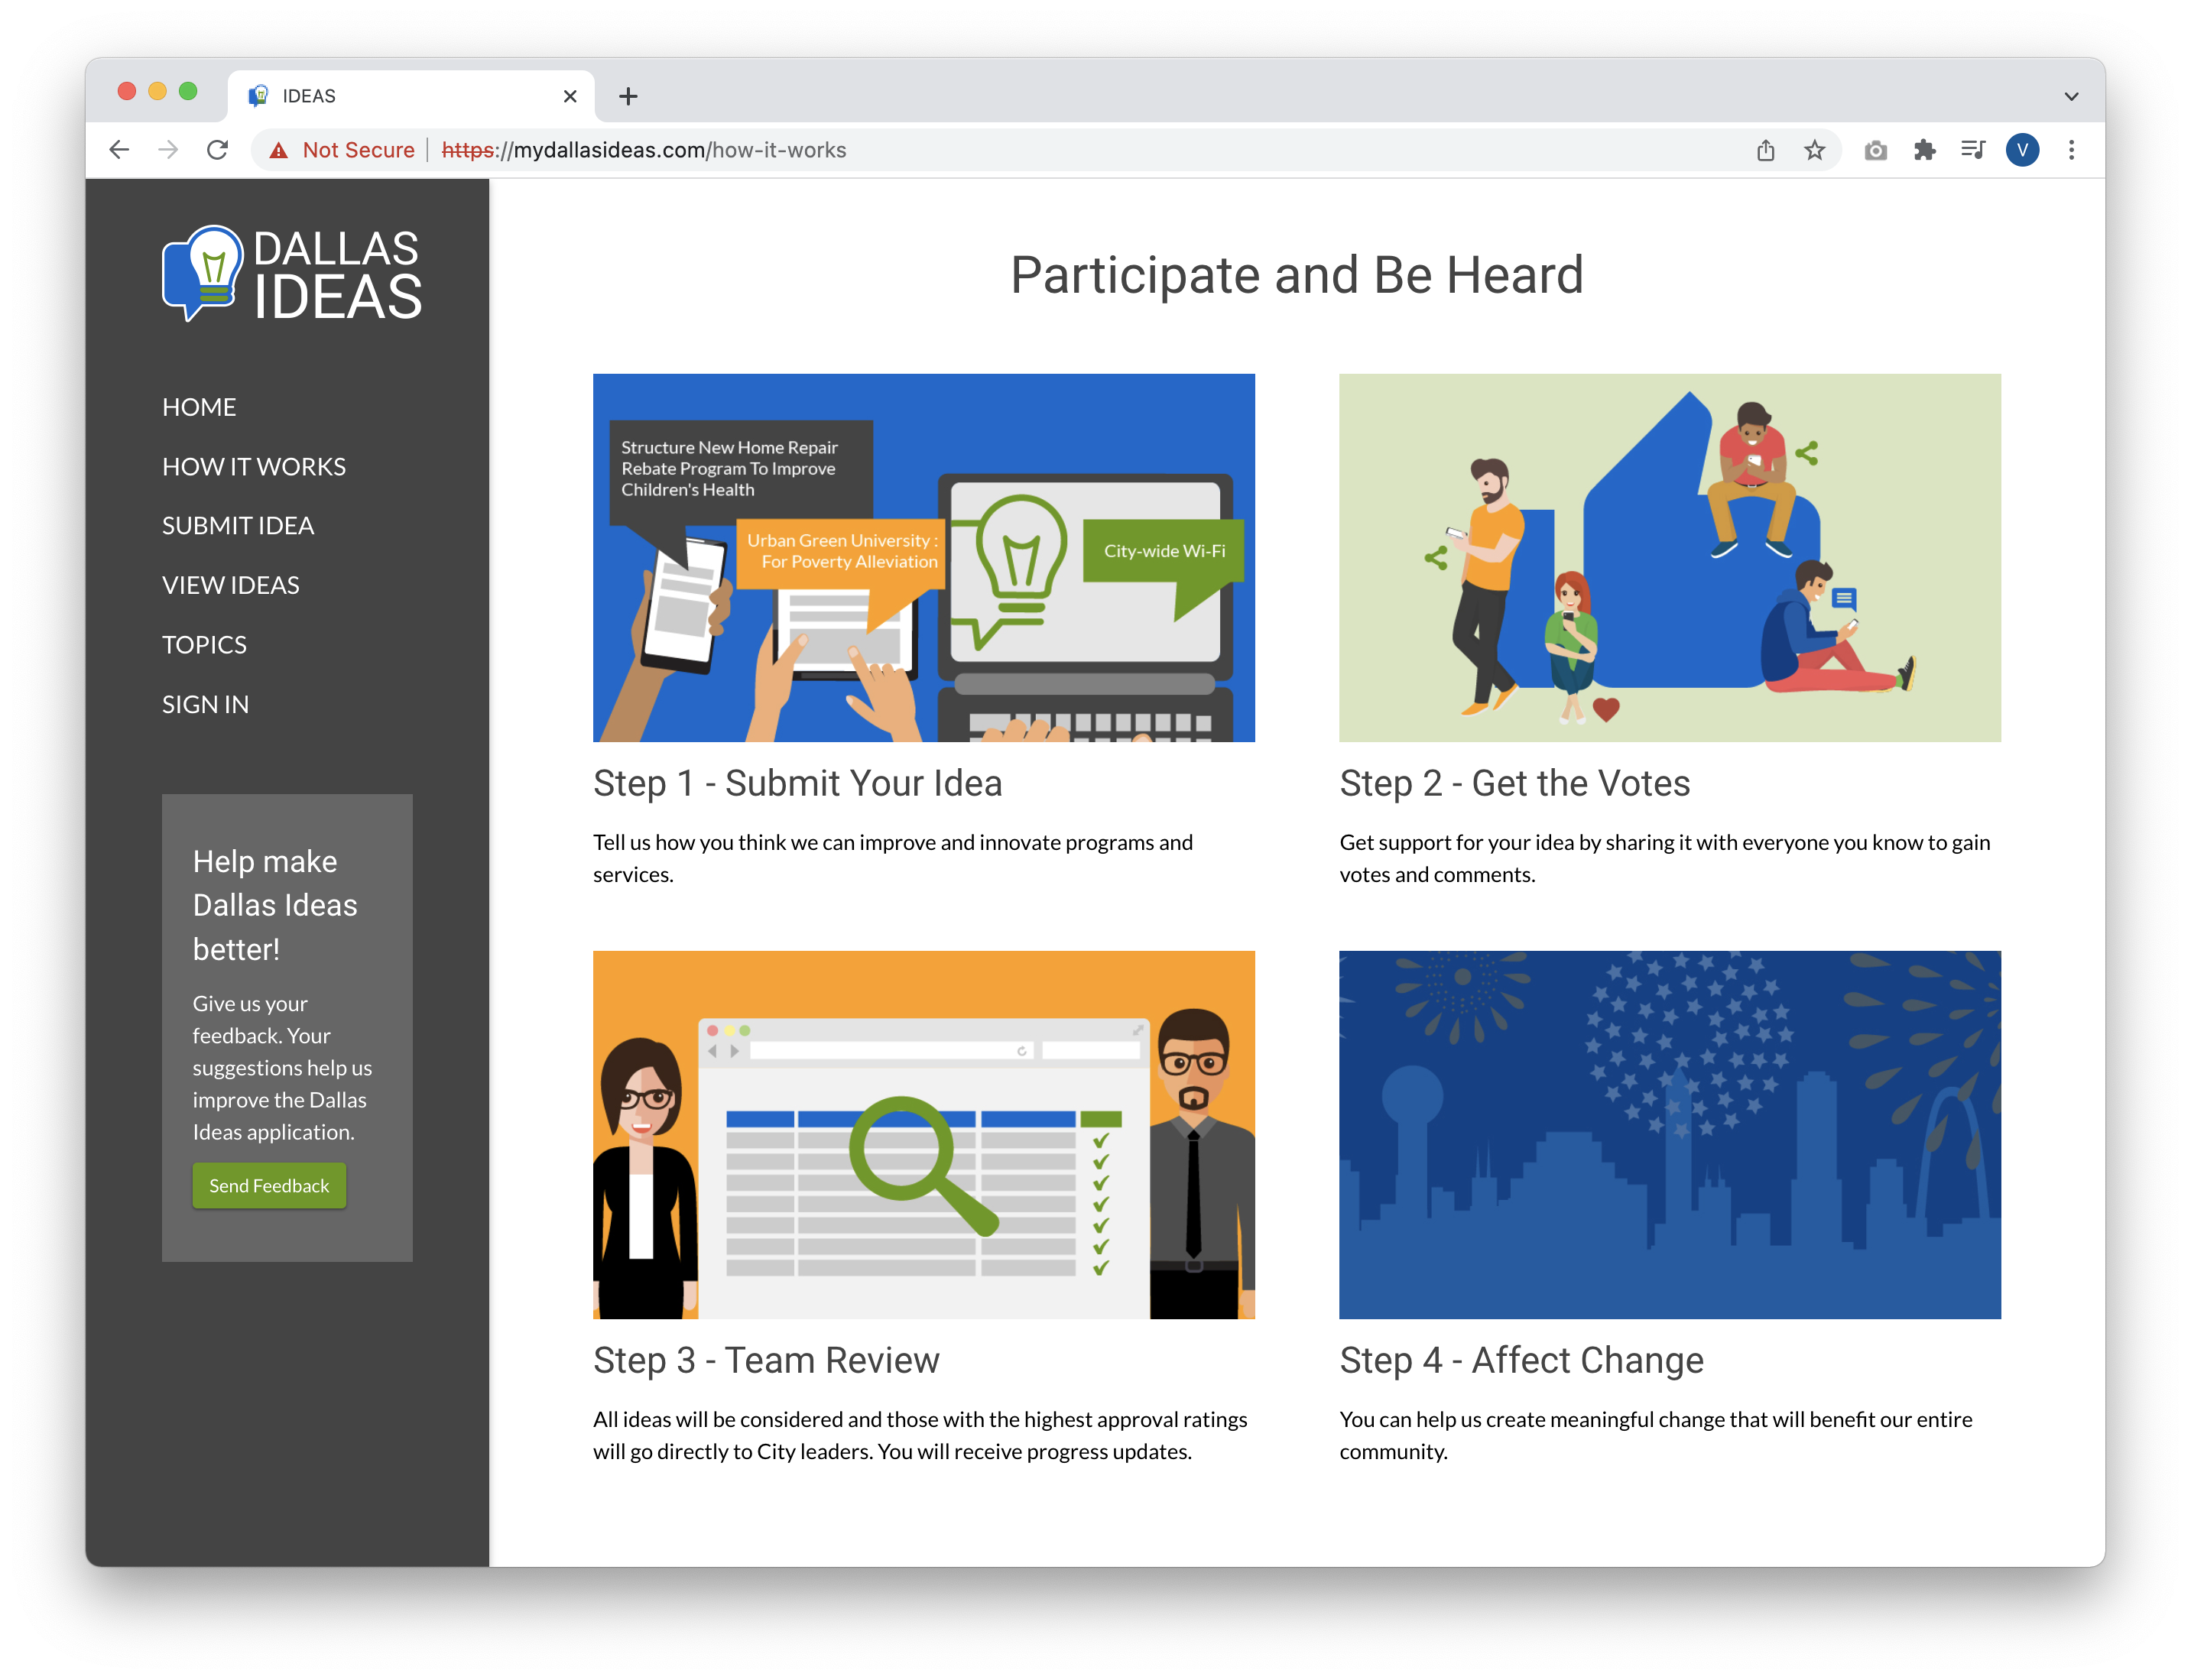 IDEAS
Not Secure
https://mydallasideas.com/how-it-works
V
DALLAS
IDEAS
HOME
HOW IT WORKS
SUBMIT IDEA
VIEW IDEAS
TOPICS
SIGN IN
Help make
Dallas Ideas
better!
Give us your
feedback. Your
suggestions help us
improve the Dallas
Ideas application.
Send Feedback
Participate and Be Heard
Structure New Home Repair
Rebate Program To Improve
Children's Health
Urban Green University :
For Poverty Alleviation
City-wide Wi-Fi
Step 1 - Submit Your Idea
Tell us how you think we can improve and innovate programs and
services.
Step 2 - Get the Votes
Get support for your idea by sharing it with everyone you know to gain
votes and comments.
Step 3 - Team Review
All ideas will be considered and those with the highest approval ratings
will go directly to City leaders. You will receive progress updates.
Step 4 - Affect Change
You can help us create meaningful change that will benefit our entire
community.